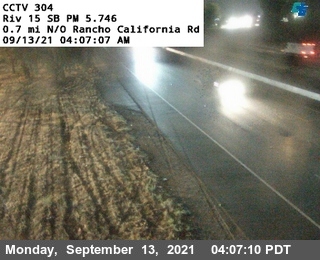 CCTV 304
Riv 15 SB PM 5.746
0.7 mi N/O Rancho California Rd
09/13/21 04:07:07 AM
Monday, September 13, 2021 04:07:10 PDT